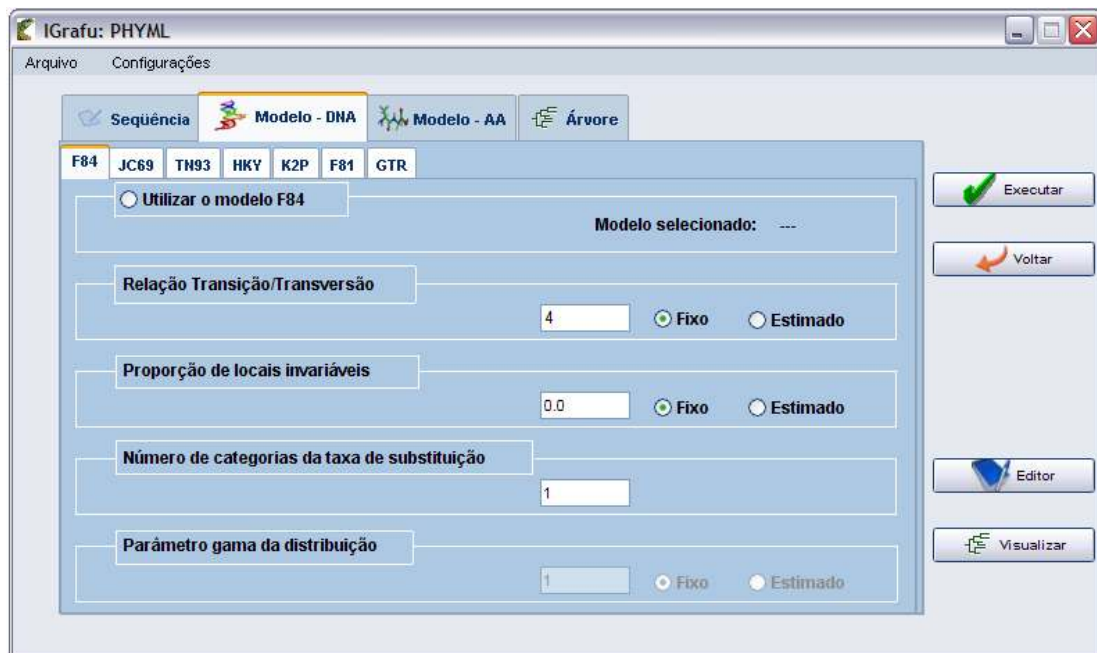 IGrafu: PHYML
Arquivo Configurações
Seqüência Modelo - DNA Modelo - AA Árvore
F84 JC69 TN93 HKY K2P F81 GTR
Utilizar o modelo F84
Modelo selecionado: ---
Relação Transição/Transversão
4 Fixo Estimado
Proporção de locais invariáveis
0.0 Fixo Estimado
Número de categorias da taxa de substituição
1
Parâmetro gama da distribuição
1 Fixo Estimado
Executar
Voltar
Editor
Visualizar